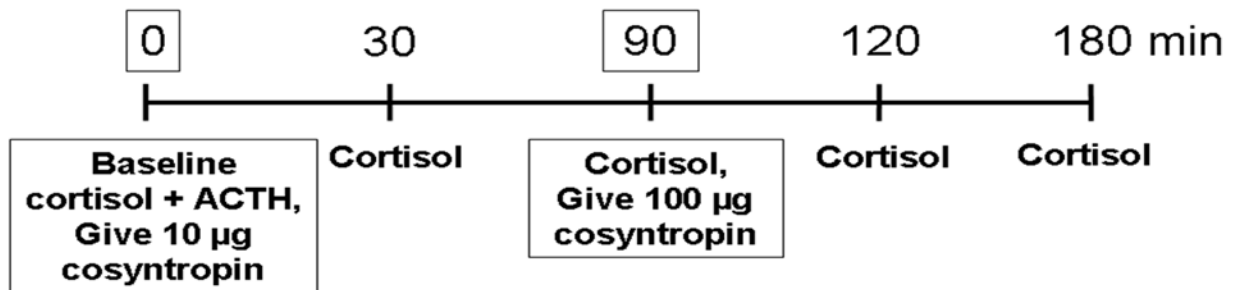 0 30 90 120 180 min
Baseline
cortisol + ACTH,
Give 10 µg
cosyntropin
Cortisol
Cortisol,
Give 100 µg
cosyntropin
Cortisol
Cortisol